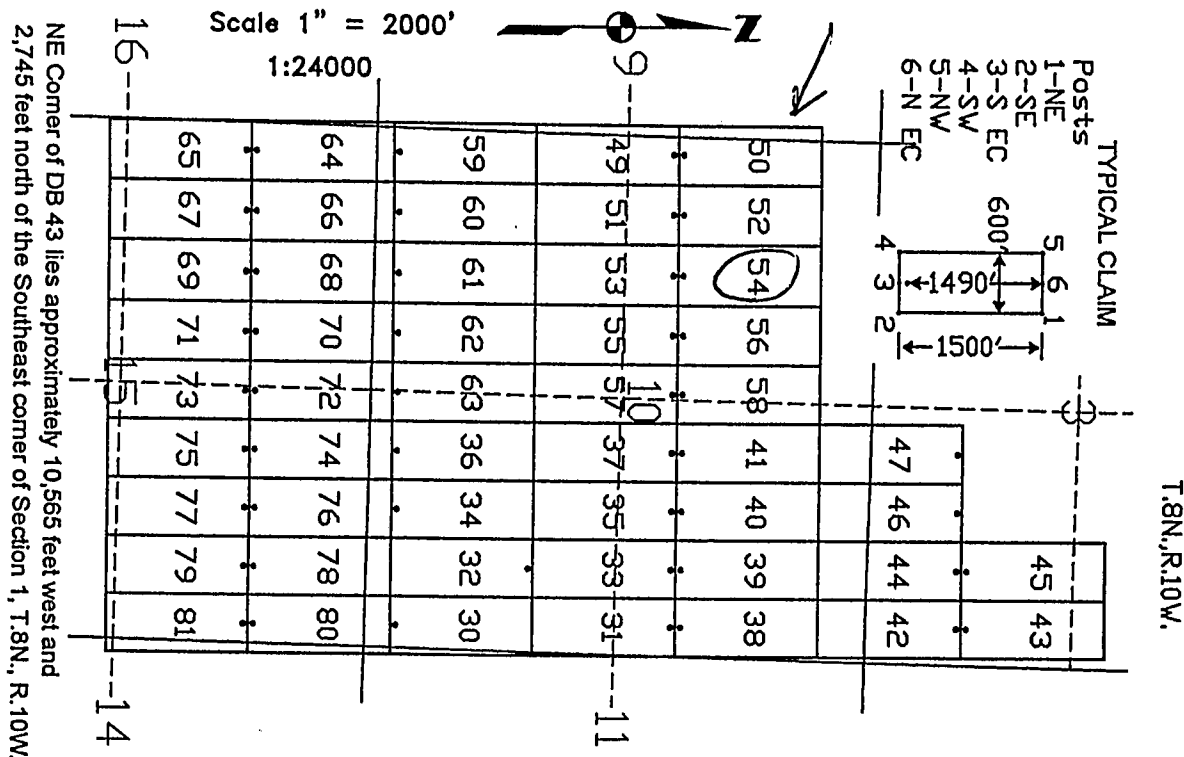 T.8N.,R.10W.
TYPICAL CLAIM
Posts
1-NE
2-SE
3-S EC
4-SW
5-NW
6-N EC
5 6 1
600'
1490'
1500'
4 3 2
3
45 43
47 46 44 42
50 52 54 56 58 41 40 39 38
9 10 11
49 51 53 55 57 37 35 33 31
59 60 61 62 63 36 34 32 30
64 66 68 70 72 74 76 78 80
65 67 69 71 73 75 77 79 81
16 15 14
Z
Scale 1" = 2000'
1:24000
NE Corner of DB 43 lies approximately 10,565 feet west and
2,745 feet north of the Southeast corner of Section 1, T.8N., R.10W.